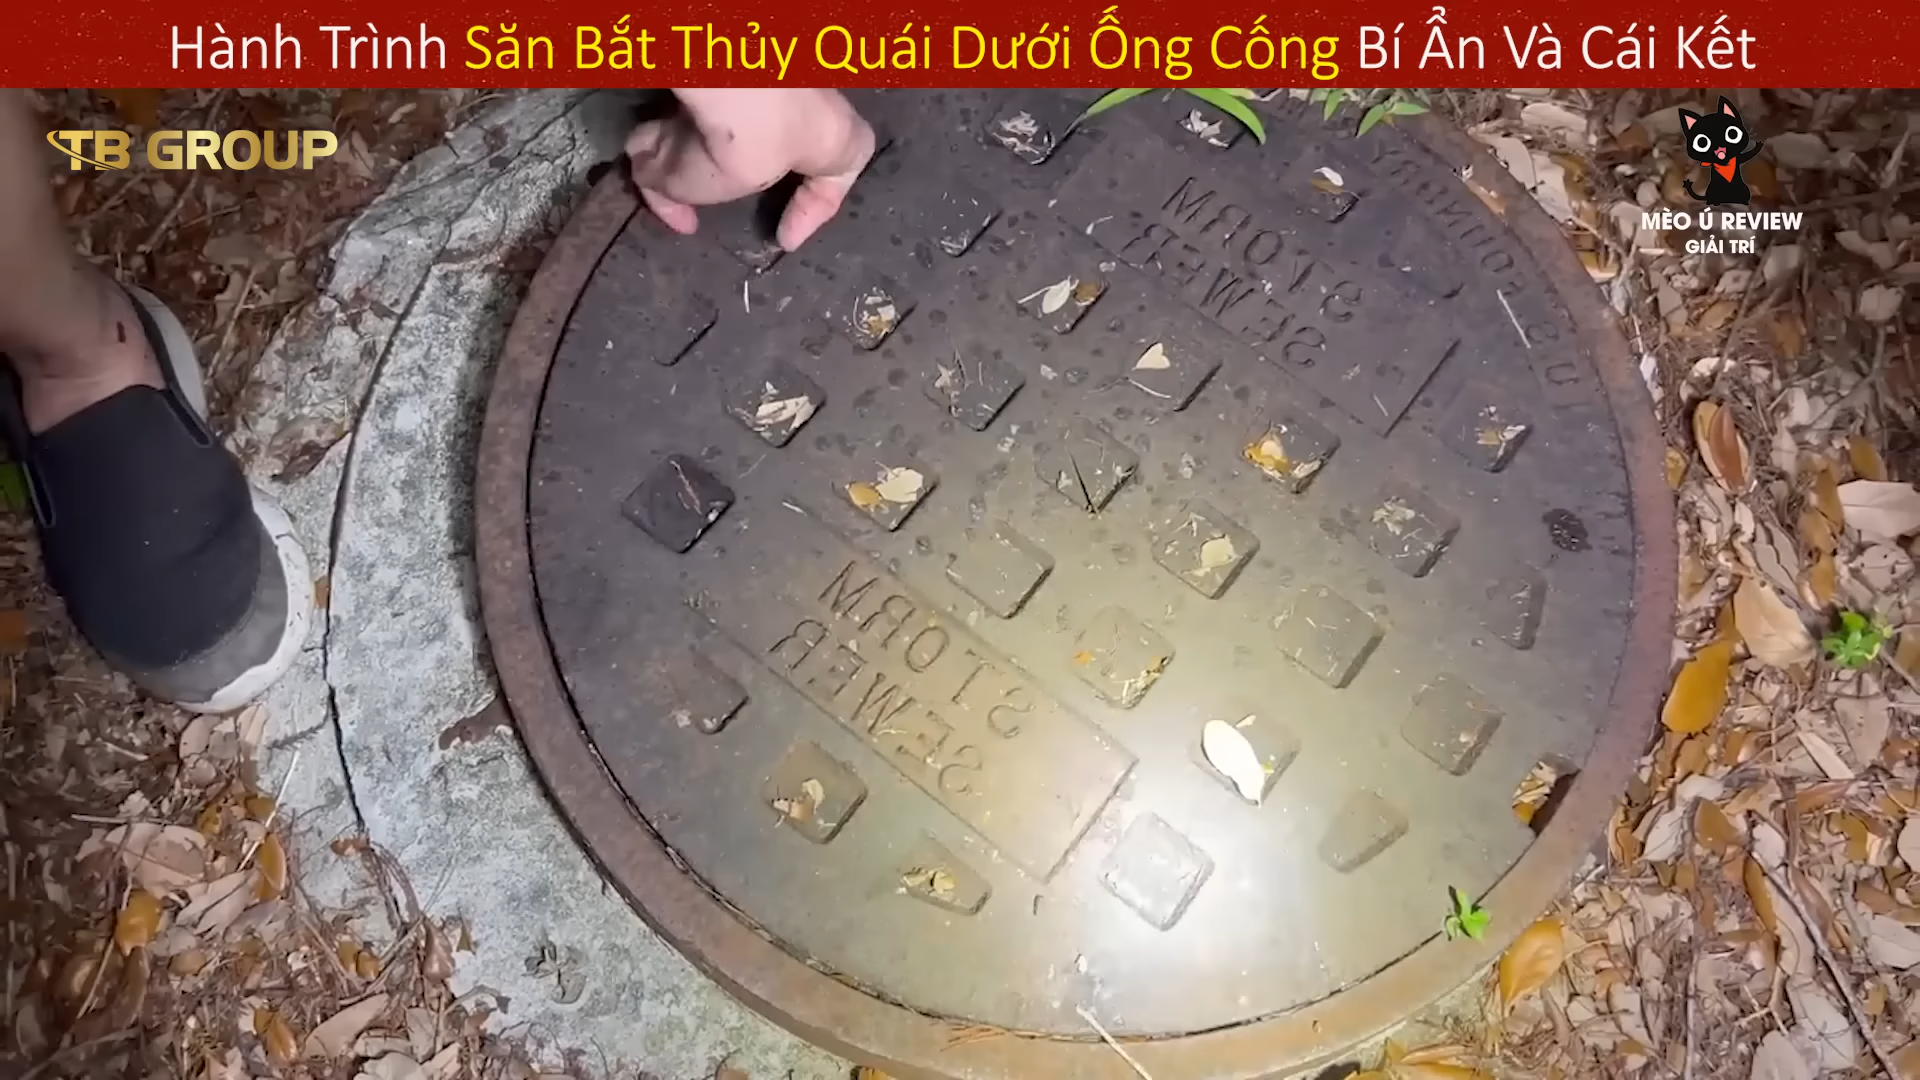 Hành Trình Săn Bắt Thủy Quái Dưới Ống Cống Bí Ẩn Và Cái Kết
TB GROUP
MÈO Ú REVIEW
GIẢI TRÍ
STORM
SEWER
U.S. FOUNDRY
STORM
SEWER